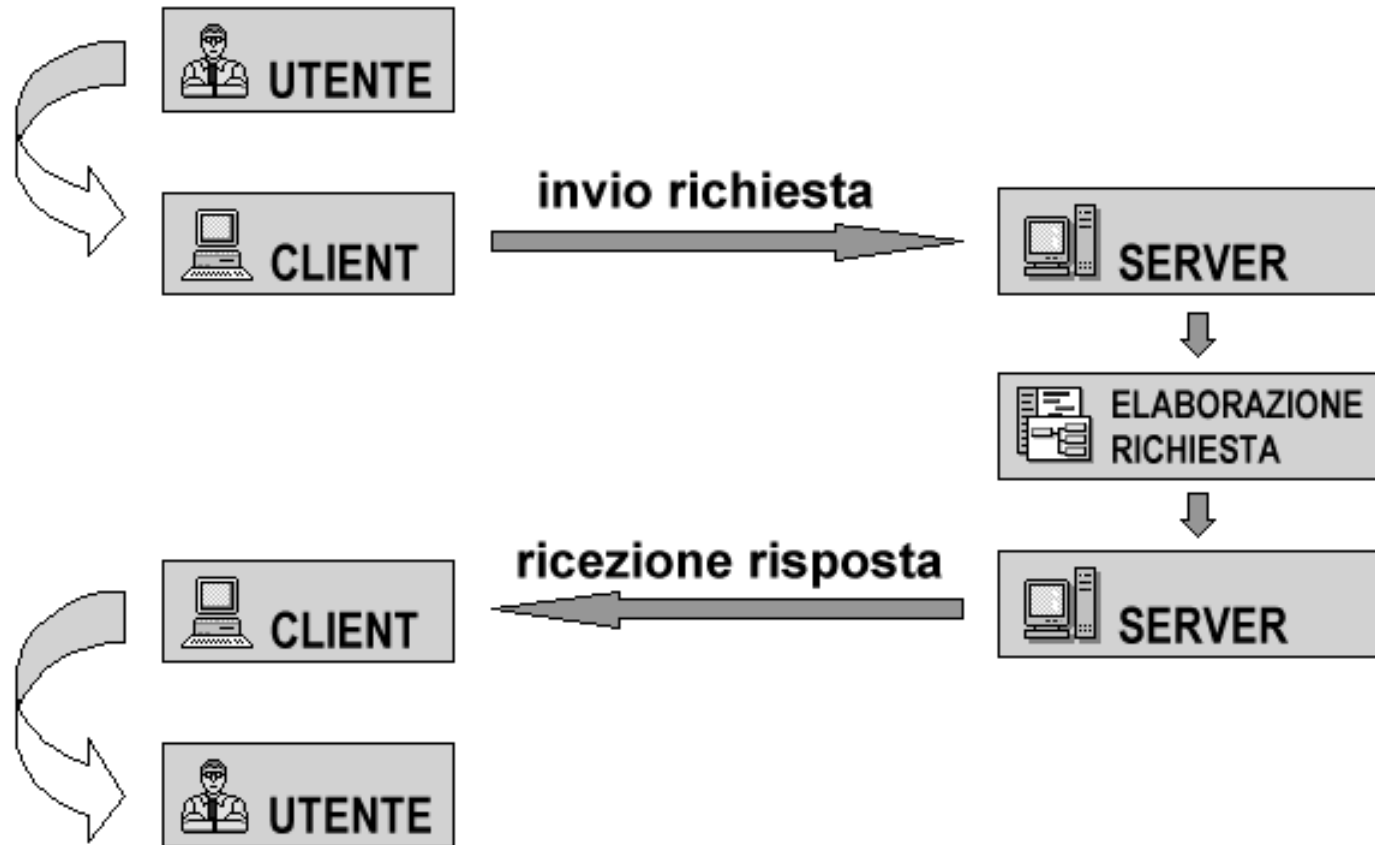 UTENTE
invio richiesta
CLIENT
SERVER
ELABORAZIONE
RICHIESTA
ricezione risposta
CLIENT
SERVER
UTENTE